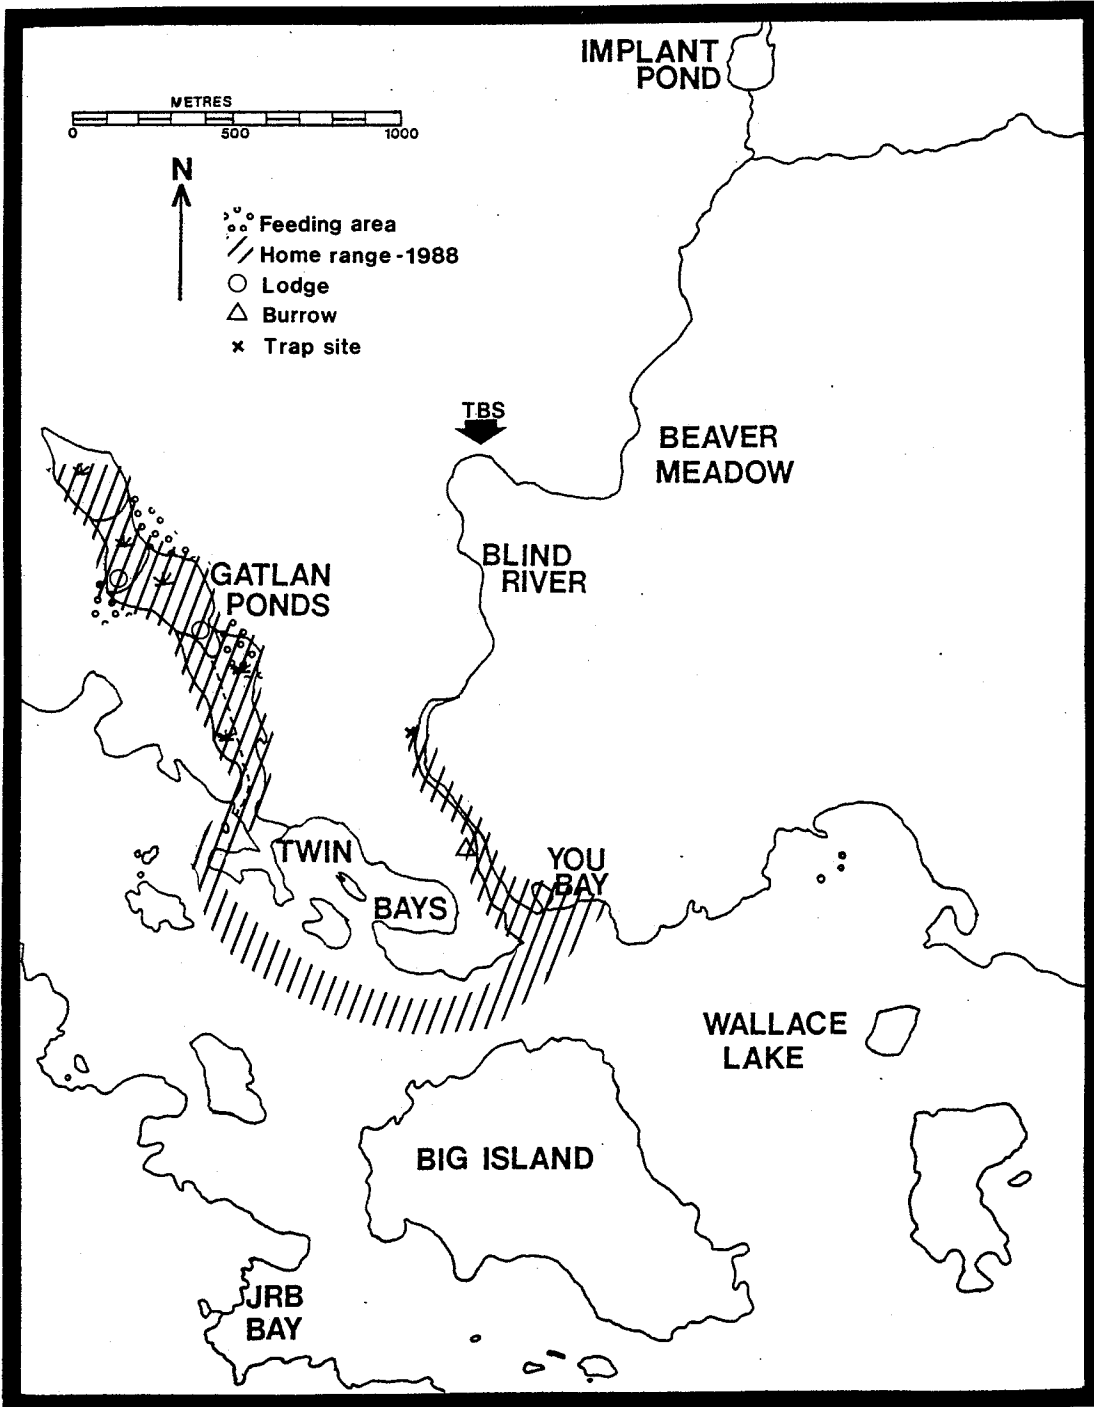 IMPLANT
POND
METRES
0 500 1000
N
Feeding area
Home range -1988
Lodge
Burrow
Trap site
TBS
BEAVER
MEADOW
BLIND
RIVER
GATLAN
PONDS
TWIN
BAYS
YOU
BAY
WALLACE
LAKE
BIG ISLAND
JRB
BAY